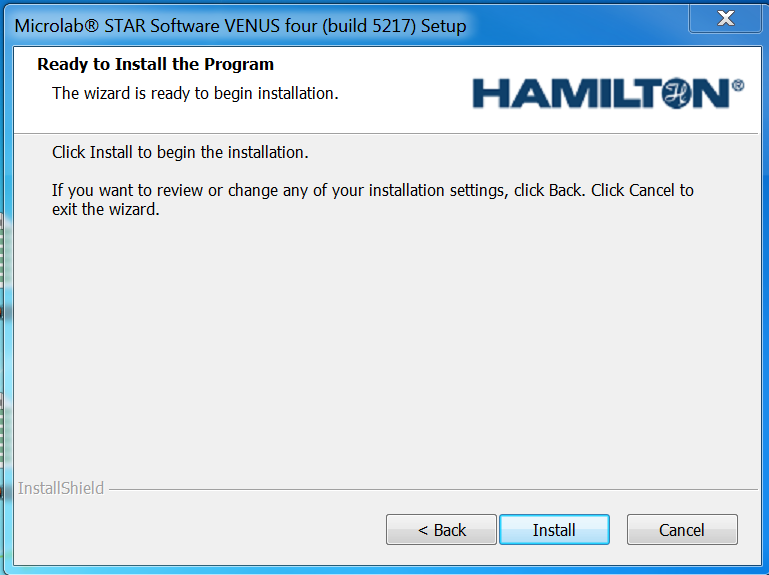 Microlab® STAR Software VENUS four (build 5217) Setup
X
Ready to Install the Program
The wizard is ready to begin installation.
HAMILTON®
Click Install to begin the installation.
If you want to review or change any of your installation settings, click Back. Click Cancel to
exit the wizard.
InstallShield
< Back
Install
Cancel